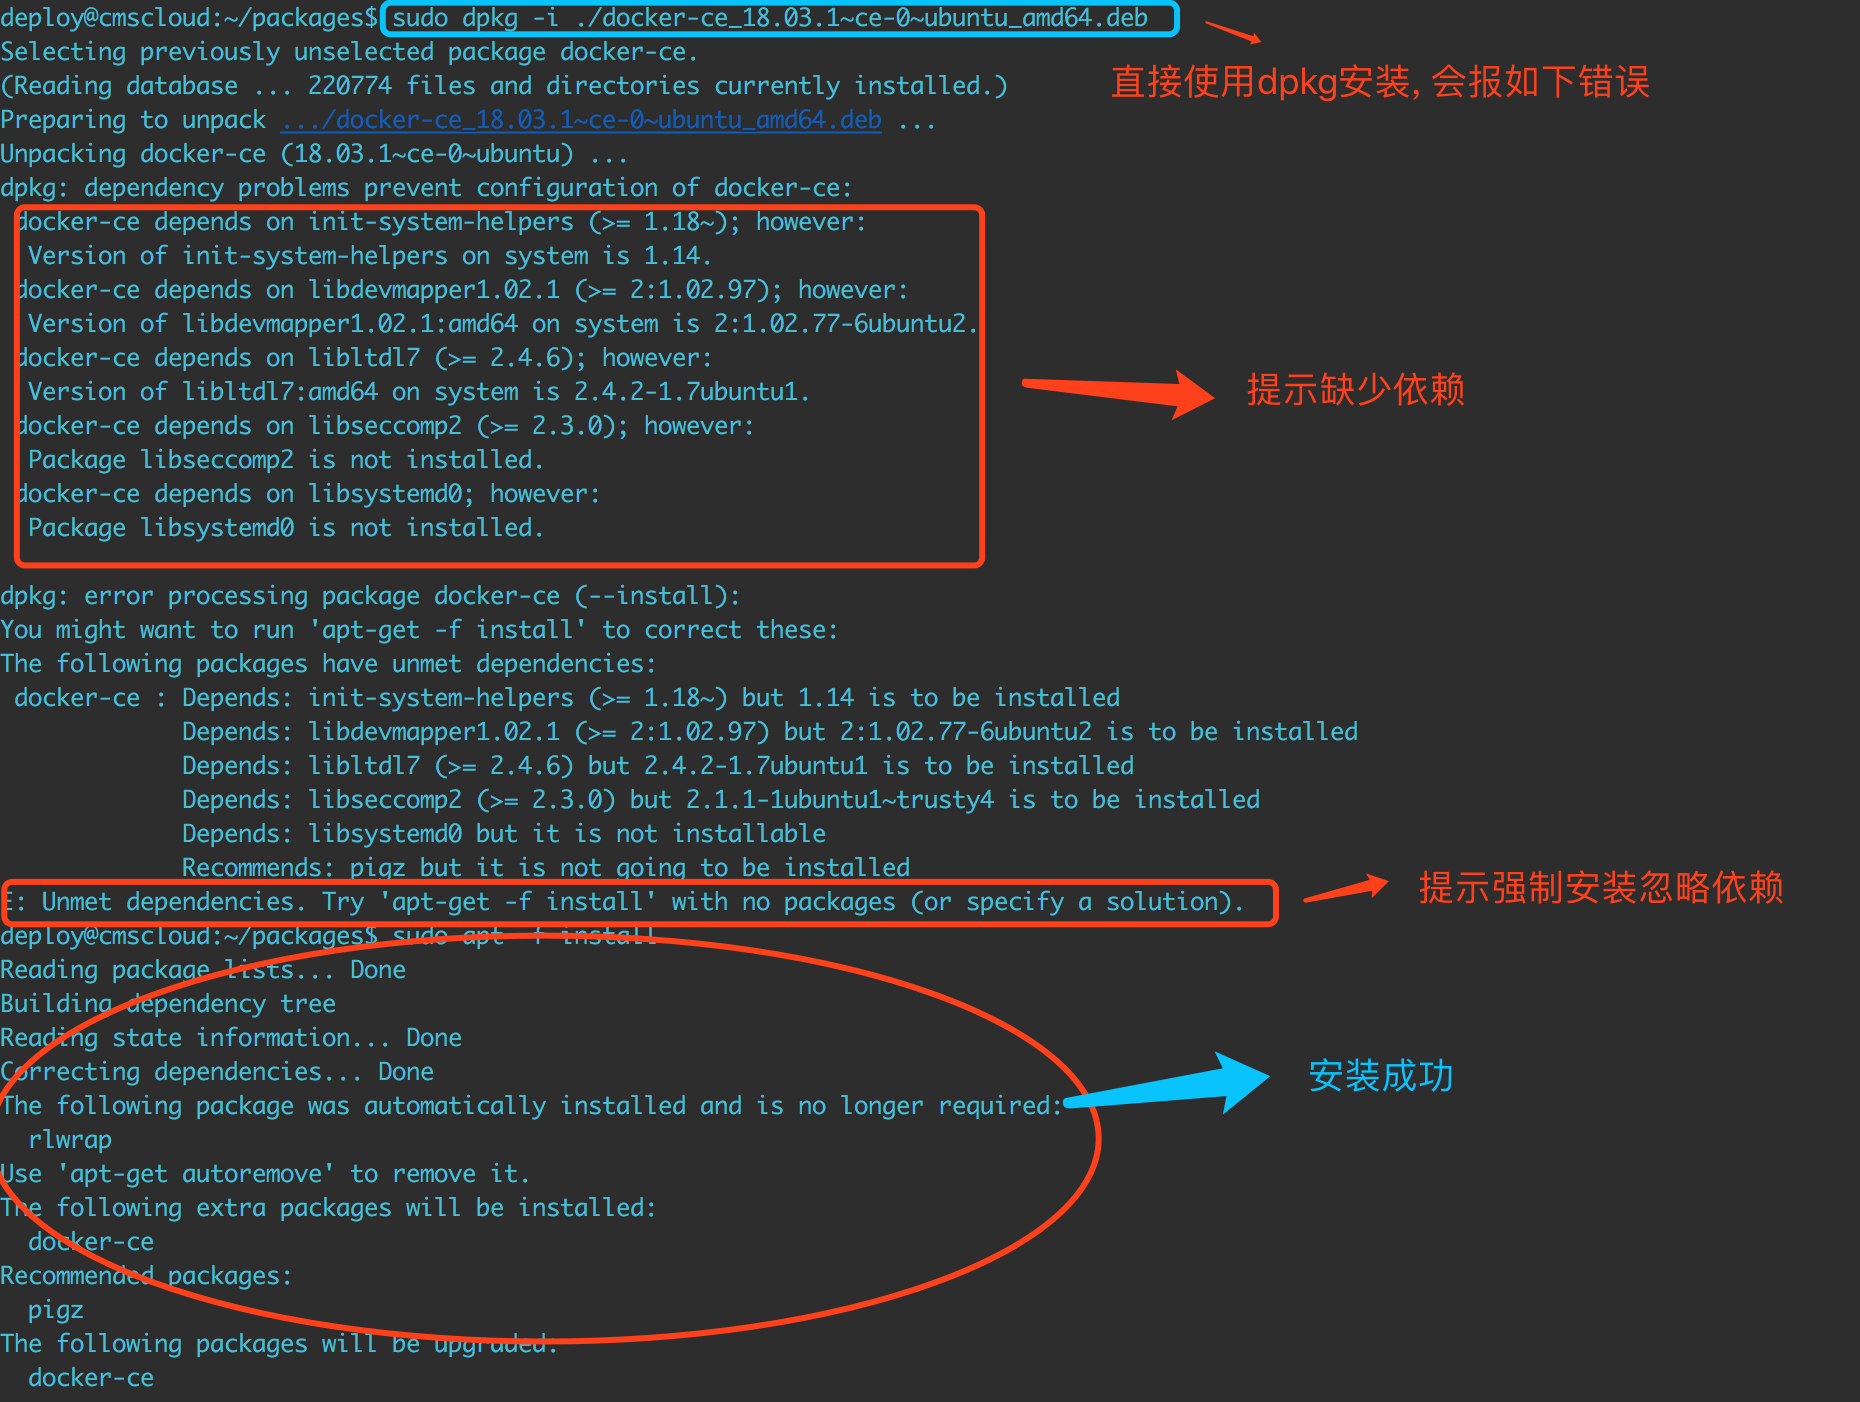 deploy@cmscloud:~/packages$ sudo dpkg -i ./docker-ce_18.03.1~ce-0~ubuntu_amd64.deb
Selecting previously unselected package docker-ce.
(Reading database ... 220774 files and directories currently installed.)
直接使用dpkg安装, 会报如下错误
Preparing to unpack .../docker-ce_18.03.1~ce-0~ubuntu_amd64.deb ...
Unpacking docker-ce (18.03.1~ce-0~ubuntu) ...
dpkg: dependency problems prevent configuration of docker-ce:
docker-ce depends on init-system-helpers (>= 1.18~); however:
Version of init-system-helpers on system is 1.14.
docker-ce depends on libdevmapper1.02.1 (>= 2:1.02.97); however:
Version of libdevmapper1.02.1:amd64 on system is 2:1.02.77-6ubuntu2.
docker-ce depends on libltdl7 (>= 2.4.6); however:
Version of libltdl7:amd64 on system is 2.4.2-1.7ubuntu1.
提示缺少依赖
docker-ce depends on libseccomp2 (>= 2.3.0); however:
Package libseccomp2 is not installed.
docker-ce depends on libsystemd0; however:
Package libsystemd0 is not installed.
dpkg: error processing package docker-ce (--install):
You might want to run 'apt-get -f install' to correct these:
The following packages have unmet dependencies:
docker-ce : Depends: init-system-helpers (>= 1.18~) but 1.14 is to be installed
Depends: libdevmapper1.02.1 (>= 2:1.02.97) but 2:1.02.77-6ubuntu2 is to be installed
Depends: libltdl7 (>= 2.4.6) but 2.4.2-1.7ubuntu1 is to be installed
Depends: libseccomp2 (>= 2.3.0) but 2.1.1-1ubuntu1~trusty4 is to be installed
Depends: libsystemd0 but it is not installable
Recommends: pigz but it is not going to be installed
E: Unmet dependencies. Try 'apt-get -f install' with no packages (or specify a solution).
提示强制安装忽略依赖
deploy@cmscloud:~/packages$ sudo apt -f install
Reading package lists... Done
Building dependency tree
Reading state information... Done
Correcting dependencies... Done
安装成功
The following package was automatically installed and is no longer required:
rlwrap
Use 'apt-get autoremove' to remove it.
The following extra packages will be installed:
docker-ce
Recommended packages:
pigz
The following packages will be upgraded:
docker-ce